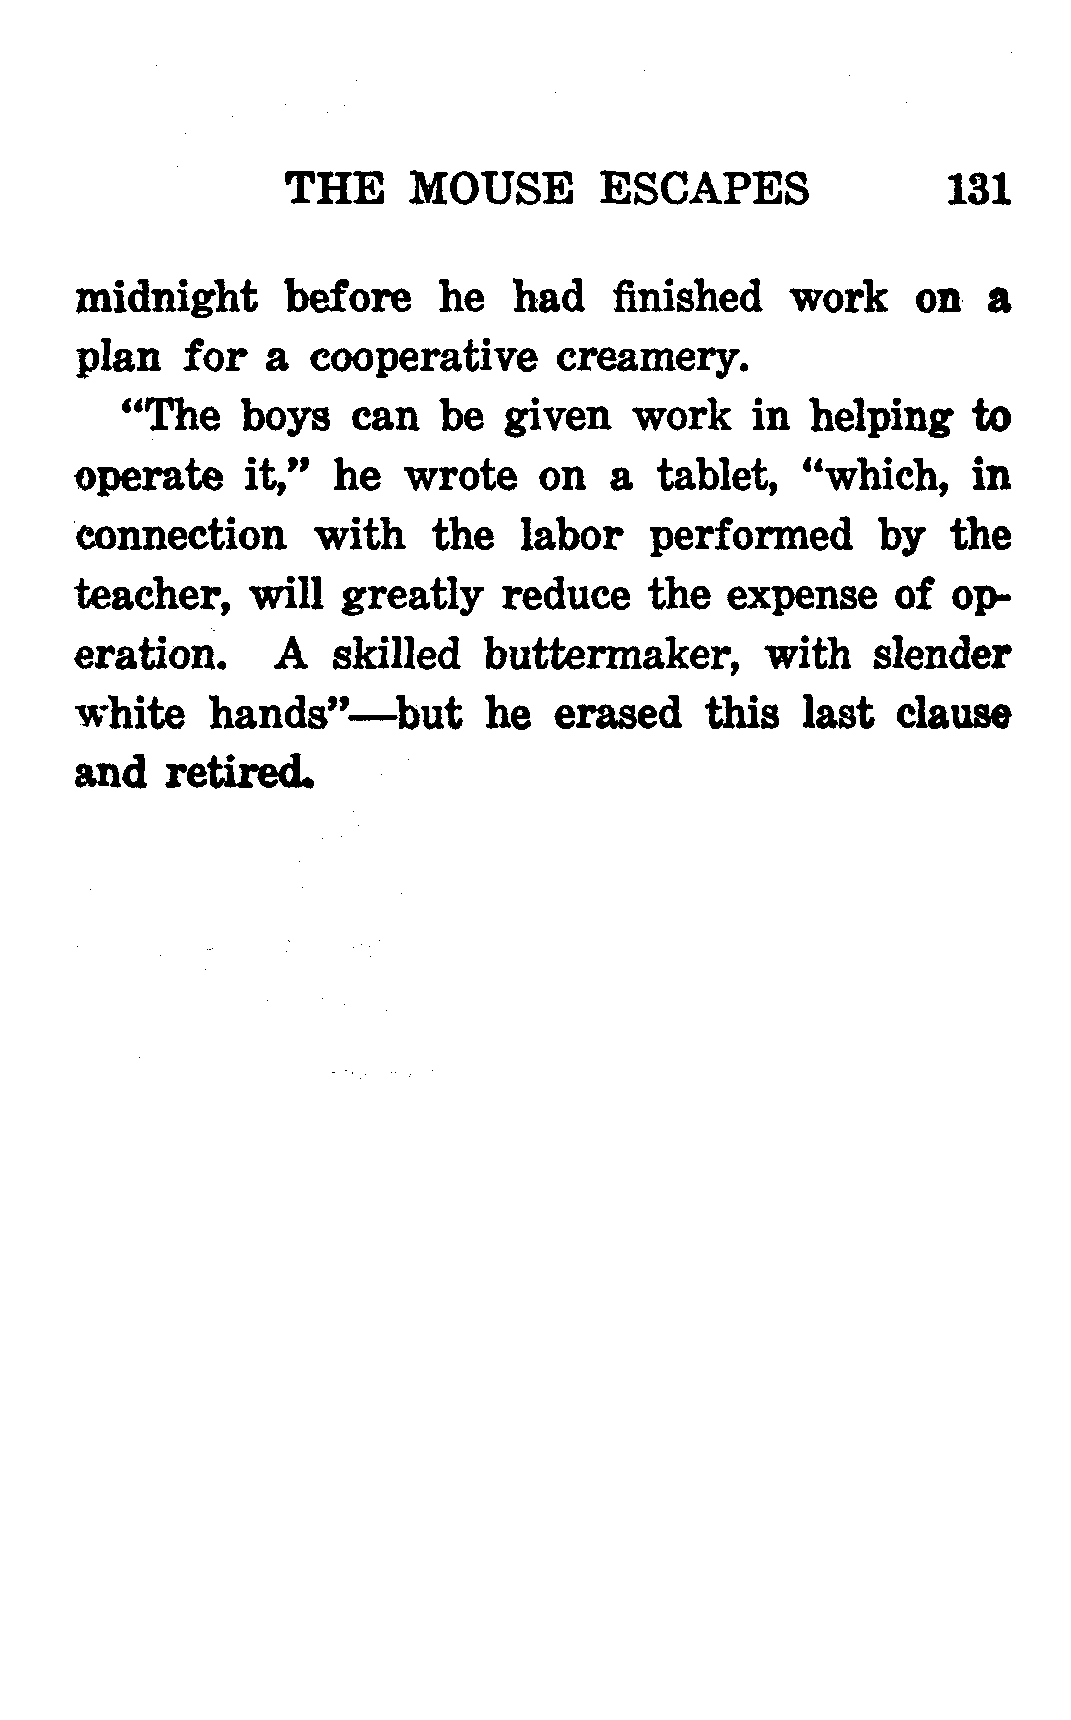 THE MOUSE ESCAPES 131
midnight before he had finished work on a
plan for a cooperative creamery.
“The boys can be given work in helping to
operate it,” he wrote on a tablet, “which, in
connection with the labor performed by the
teacher, will greatly reduce the expense of op-
eration. A skilled buttermaker, with slender
white hands”—but he erased this last clause
and retired.